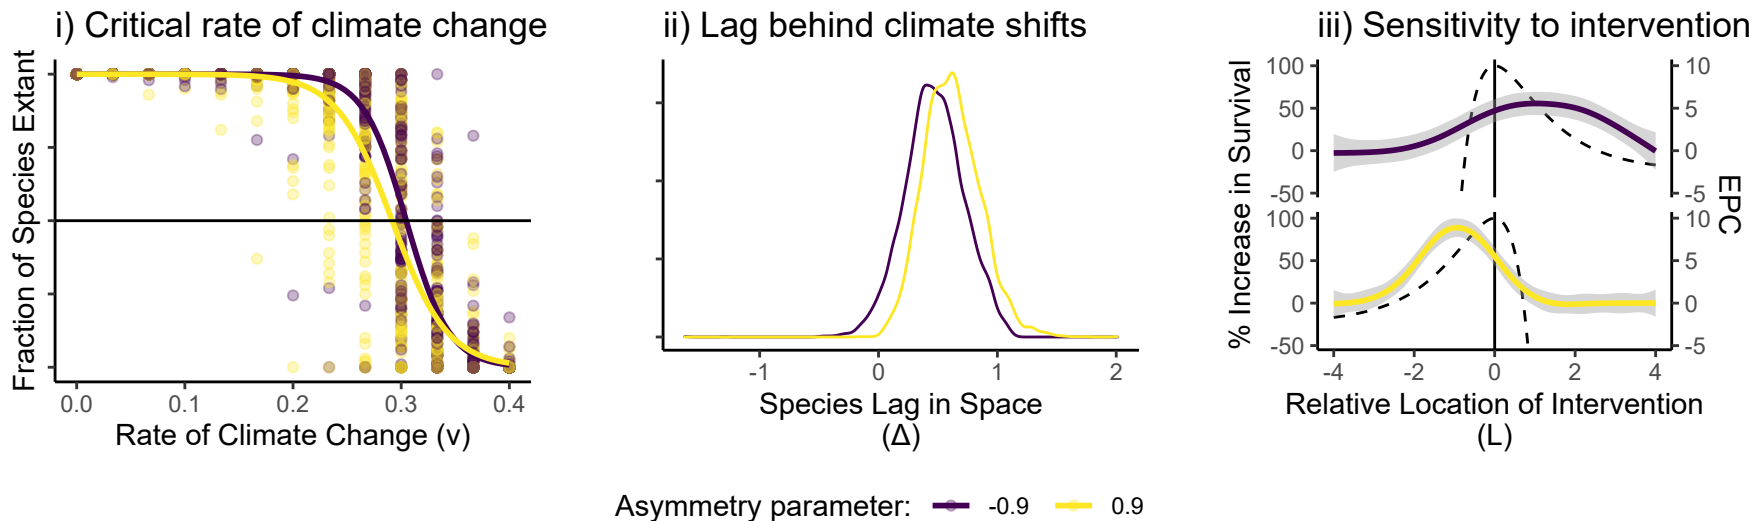 i) Critical rate of climate change
Fraction of Species Extant
0.0 0.1 0.2 0.3 0.4
Rate of Climate Change (v)
ii) Lag behind climate shifts
-1 0 1 2
Species Lag in Space
(Δ)
iii) Sensitivity to intervention
% Increase in Survival
100
50
0
-50
100
50
0
-50
10
5
0
-5
10
5
0
-5
EPC
-4 -2 0 2 4
Relative Location of Intervention
(L)
Asymmetry parameter: -0.9 0.9